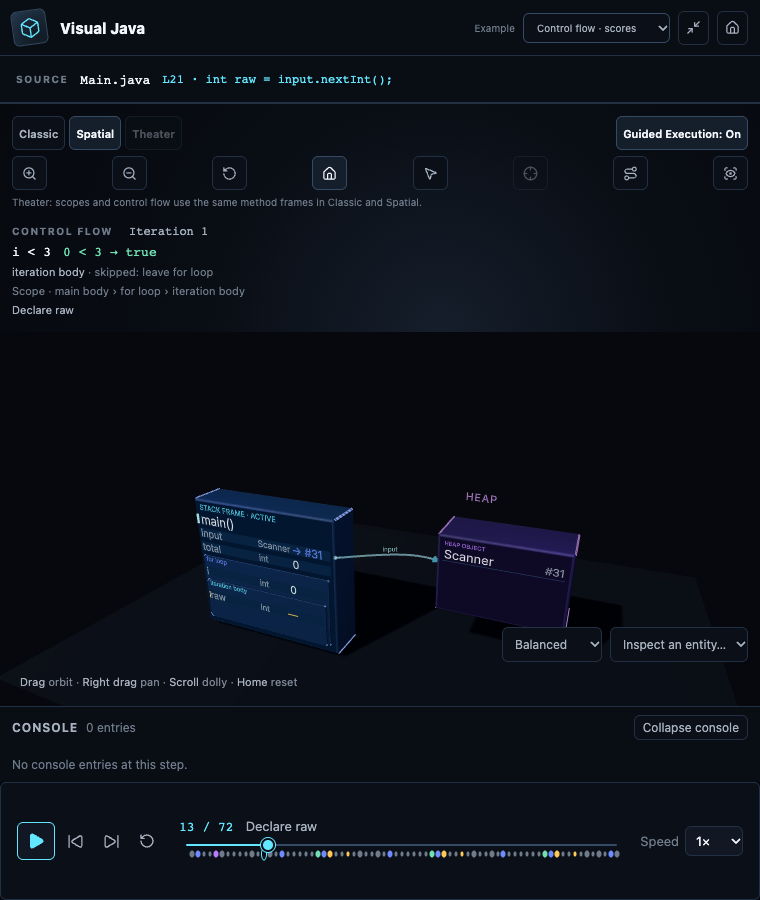 Visual Java
Example
Control flow · scores
SOURCE Main.java L21 · int raw = input.nextInt();
Classic Spatial Theater
Guided Execution: On
Theater: scopes and control flow use the same method frames in Classic and Spatial.
CONTROL FLOW Iteration 1
i < 3 0 < 3 → true
iteration body · skipped: leave for loop
Scope · main body › for loop › iteration body
Declare raw
STACK FRAME · ACTIVE
main()
input Scanner → #31
total int 0
for loop
i int 0
iteration body
raw int —
input
HEAP
HEAP OBJECT
Scanner
#31
Balanced
Inspect an entity...
Drag orbit · Right drag pan · Scroll dolly · Home reset
CONSOLE 0 entries
Collapse console
No console entries at this step.
13 / 72 Declare raw
Speed 1×